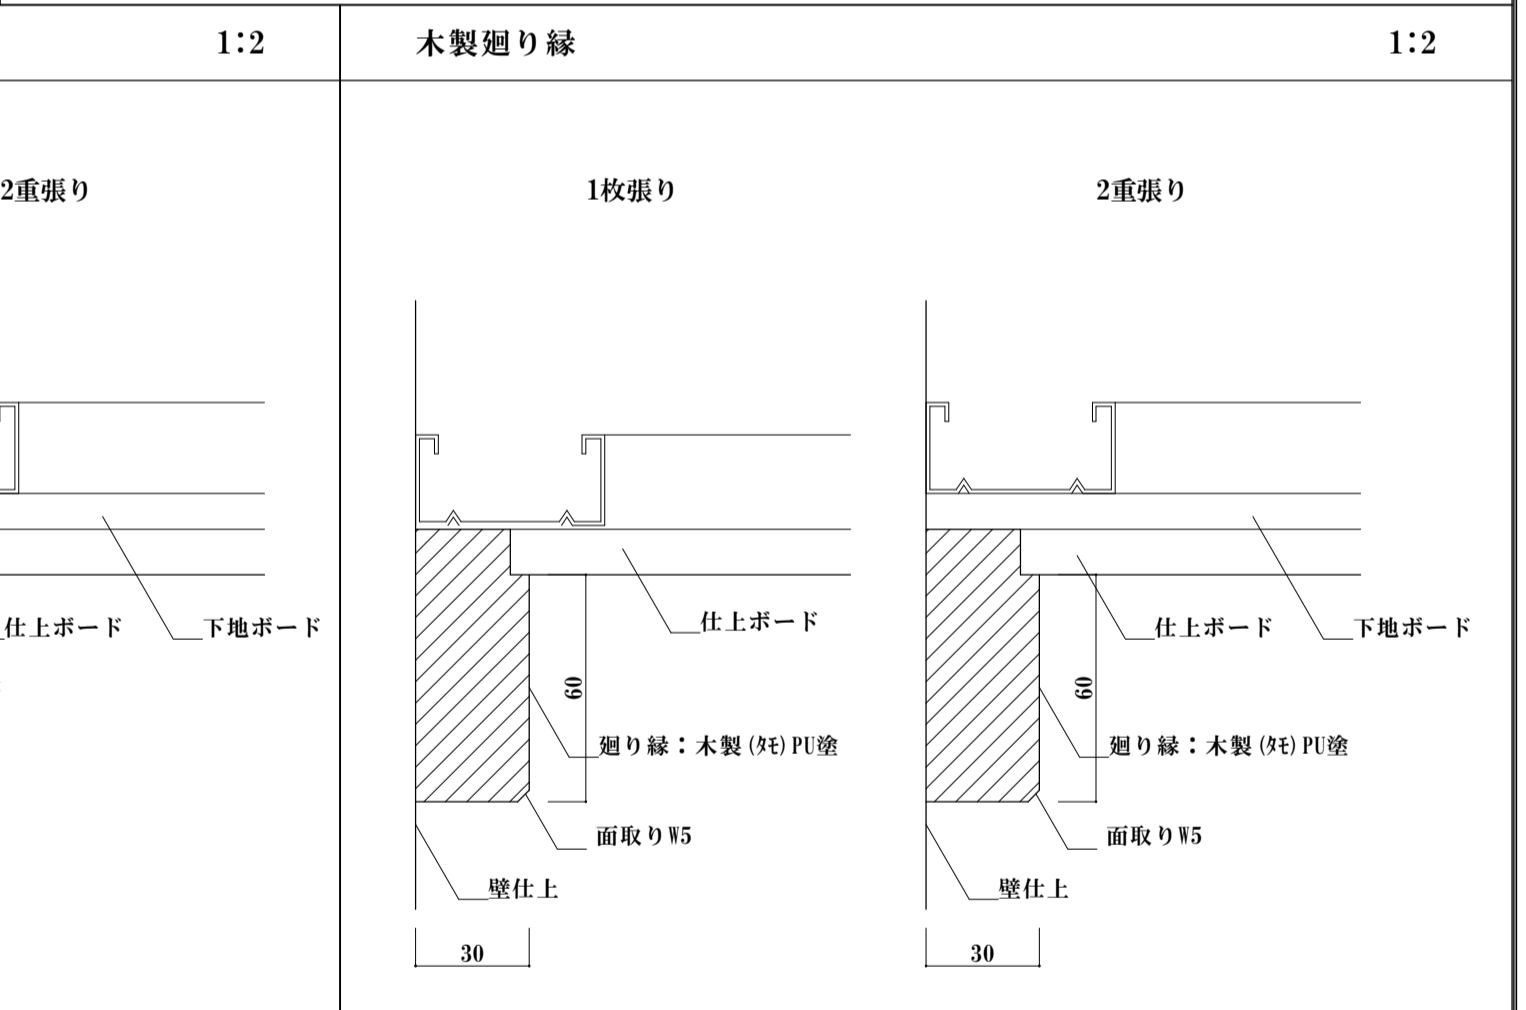 1:2
木製廻り縁
1:2
2重張り
1枚張り
2重張り
仕上ボード
下地ボード
仕上ボード
60
廻り縁：木製(ﾀﾓ)PU塗
面取りW5
壁仕上
30
仕上ボード
下地ボード
60
廻り縁：木製(ﾀﾓ)PU塗
面取りW5
壁仕上
30